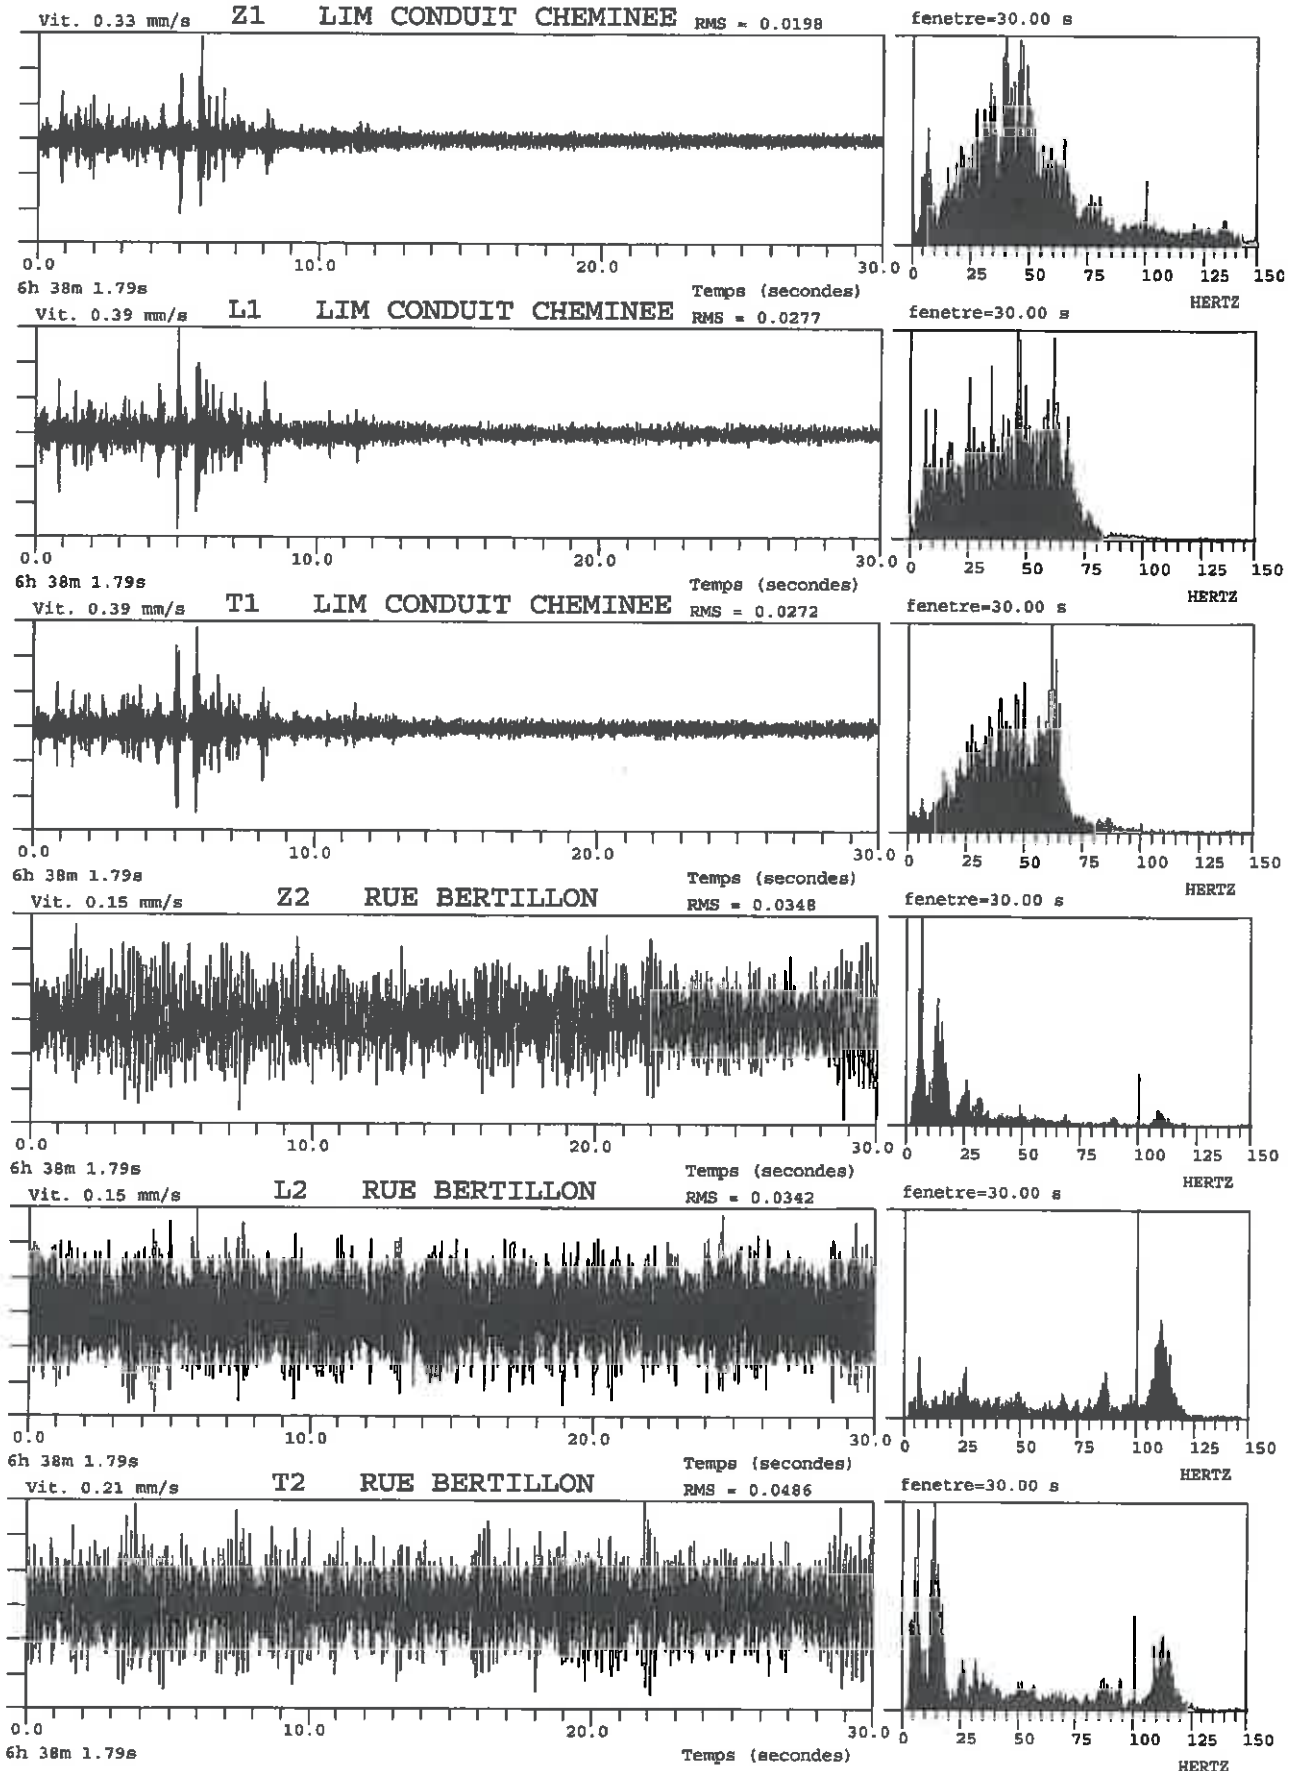 Vit. 0.33 mm/s Z1 LIM CONDUIT CHEMINEE RMS = 0.0198 fenetre=30.00 s
0.0 10.0 20.0 30.0 0 25 50 75 100 125 150
6h 38m 1.79s Temps (secondes) HERTZ
Vit. 0.39 mm/s L1 LIM CONDUIT CHEMINEE RMS = 0.0277 fenetre=30.00 s
0.0 10.0 20.0 30.0 0 25 50 75 100 125 150
6h 38m 1.79s Temps (secondes) HERTZ
Vit. 0.39 mm/s T1 LIM CONDUIT CHEMINEE RMS = 0.0272 fenetre=30.00 s
0.0 10.0 20.0 30.0 0 25 50 75 100 125 150
6h 38m 1.79s Temps (secondes) HERTZ
Vit. 0.15 mm/s Z2 RUE BERTILLON RMS = 0.0348 fenetre=30.00 s
0.0 10.0 20.0 30.0 0 25 50 75 100 125 150
6h 38m 1.79s Temps (secondes) HERTZ
Vit. 0.15 mm/s L2 RUE BERTILLON RMS = 0.0342 fenetre=30.00 s
0.0 10.0 20.0 30.0 0 25 50 75 100 125 150
6h 38m 1.79s Temps (secondes) HERTZ
Vit. 0.21 mm/s T2 RUE BERTILLON RMS = 0.0486 fenetre=30.00 s
0.0 10.0 20.0 30.0 0 25 50 75 100 125 150
6h 38m 1.79s Temps (secondes) HERTZ